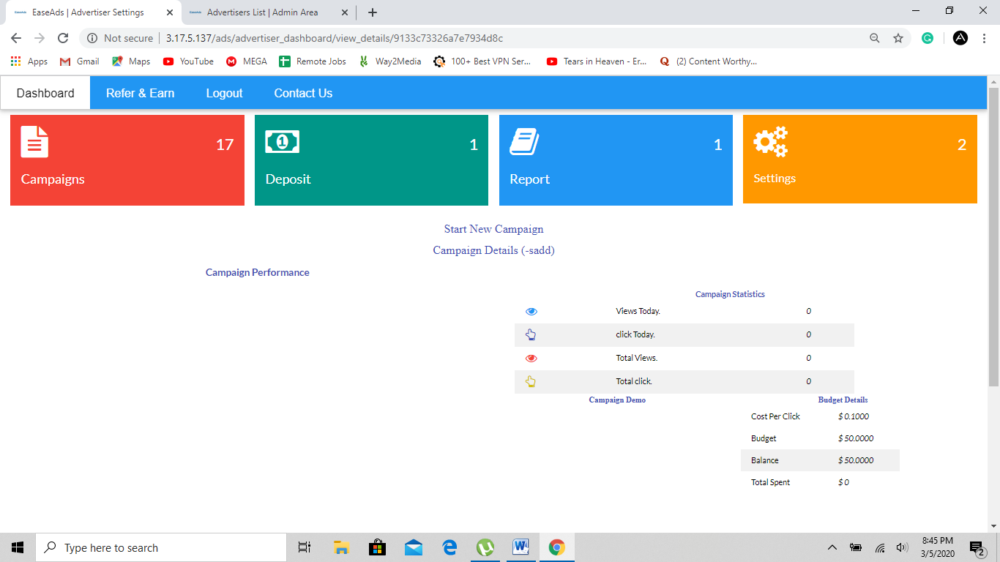 EaseAds | Advertiser Settings
Advertisers List | Admin Area
Not secure | 3.17.5.137/ads/advertiser_dashboard/view_details/9133c73326a7e7934d8c
Apps Gmail Maps YouTube MEGA Remote Jobs Way2Media 100+ Best VPN Ser... Tears in Heaven - Er... (2) Content Worthy...
Dashboard Refer & Earn Logout Contact Us
17
Campaigns
1
Deposit
1
Report
2
Settings
Start New Campaign
Campaign Details (-sadd)
Campaign Performance
Campaign Statistics
Views Today. 0
click Today. 0
Total Views. 0
Total click. 0
Campaign Demo
Budget Details
Cost Per Click $ 0.1000
Budget $ 50.0000
Balance $ 50.0000
Total Spent $ 0
Type here to search
8:45 PM
3/5/2020
2